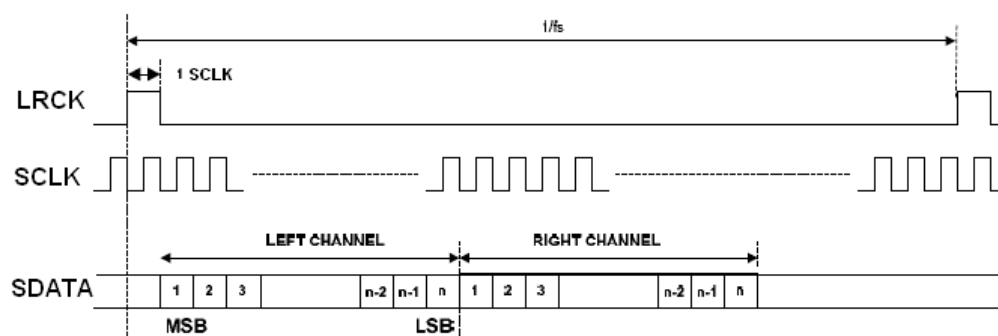 1/fs
1 SCLK
LRCK
SCLK
LEFT CHANNEL
RIGHT CHANNEL
SDATA
1 2 3 n-2 n-1 n 1 2 3 n-2 n-1 n
MSB
LSB